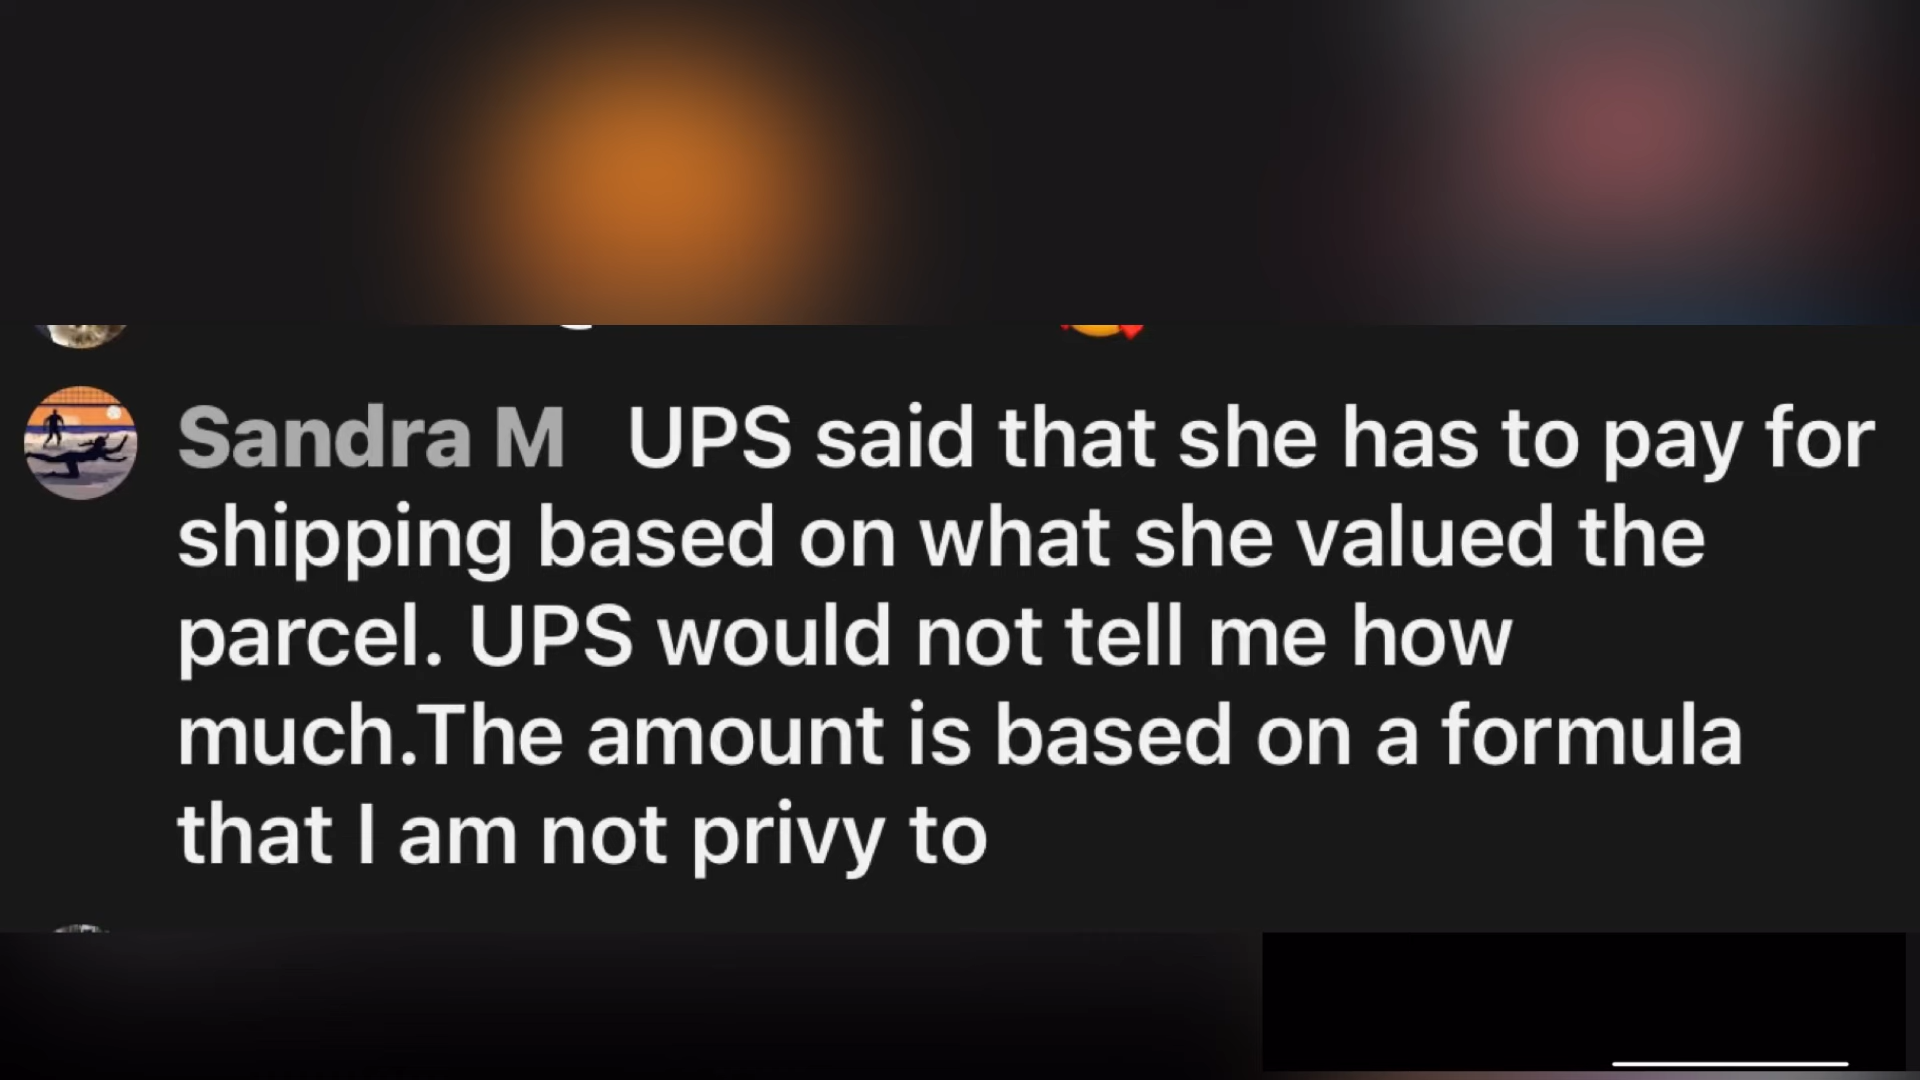 Sandra M UPS said that she has to pay for
shipping based on what she valued the
parcel. UPS would not tell me how
much.The amount is based on a formula
that I am not privy to